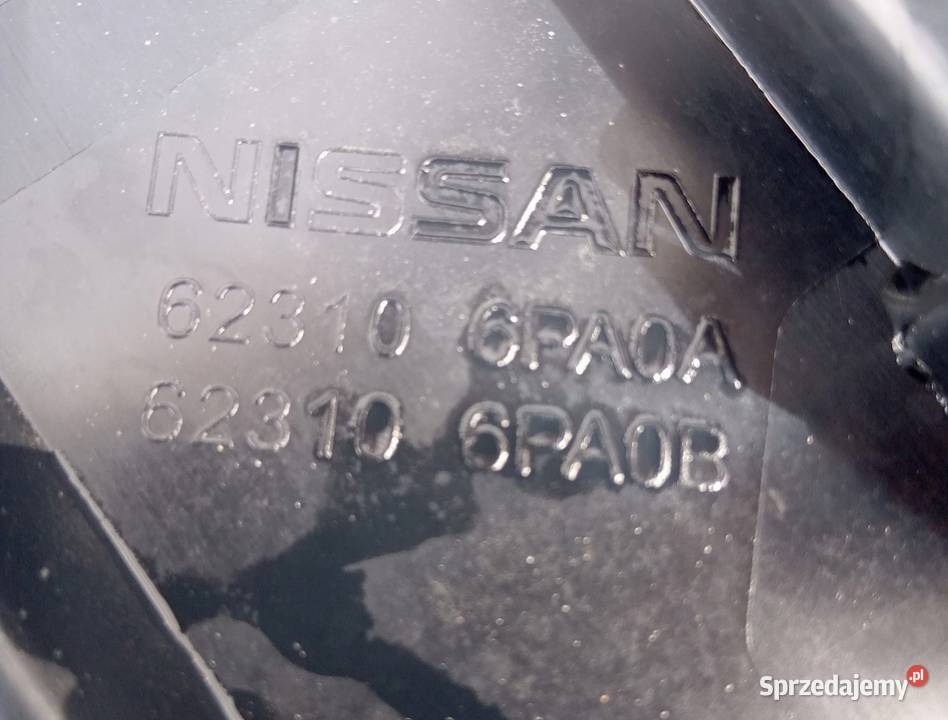 NISSAN
62310 6PA0A
62310 6PA0B
Sprzedajemy.pl